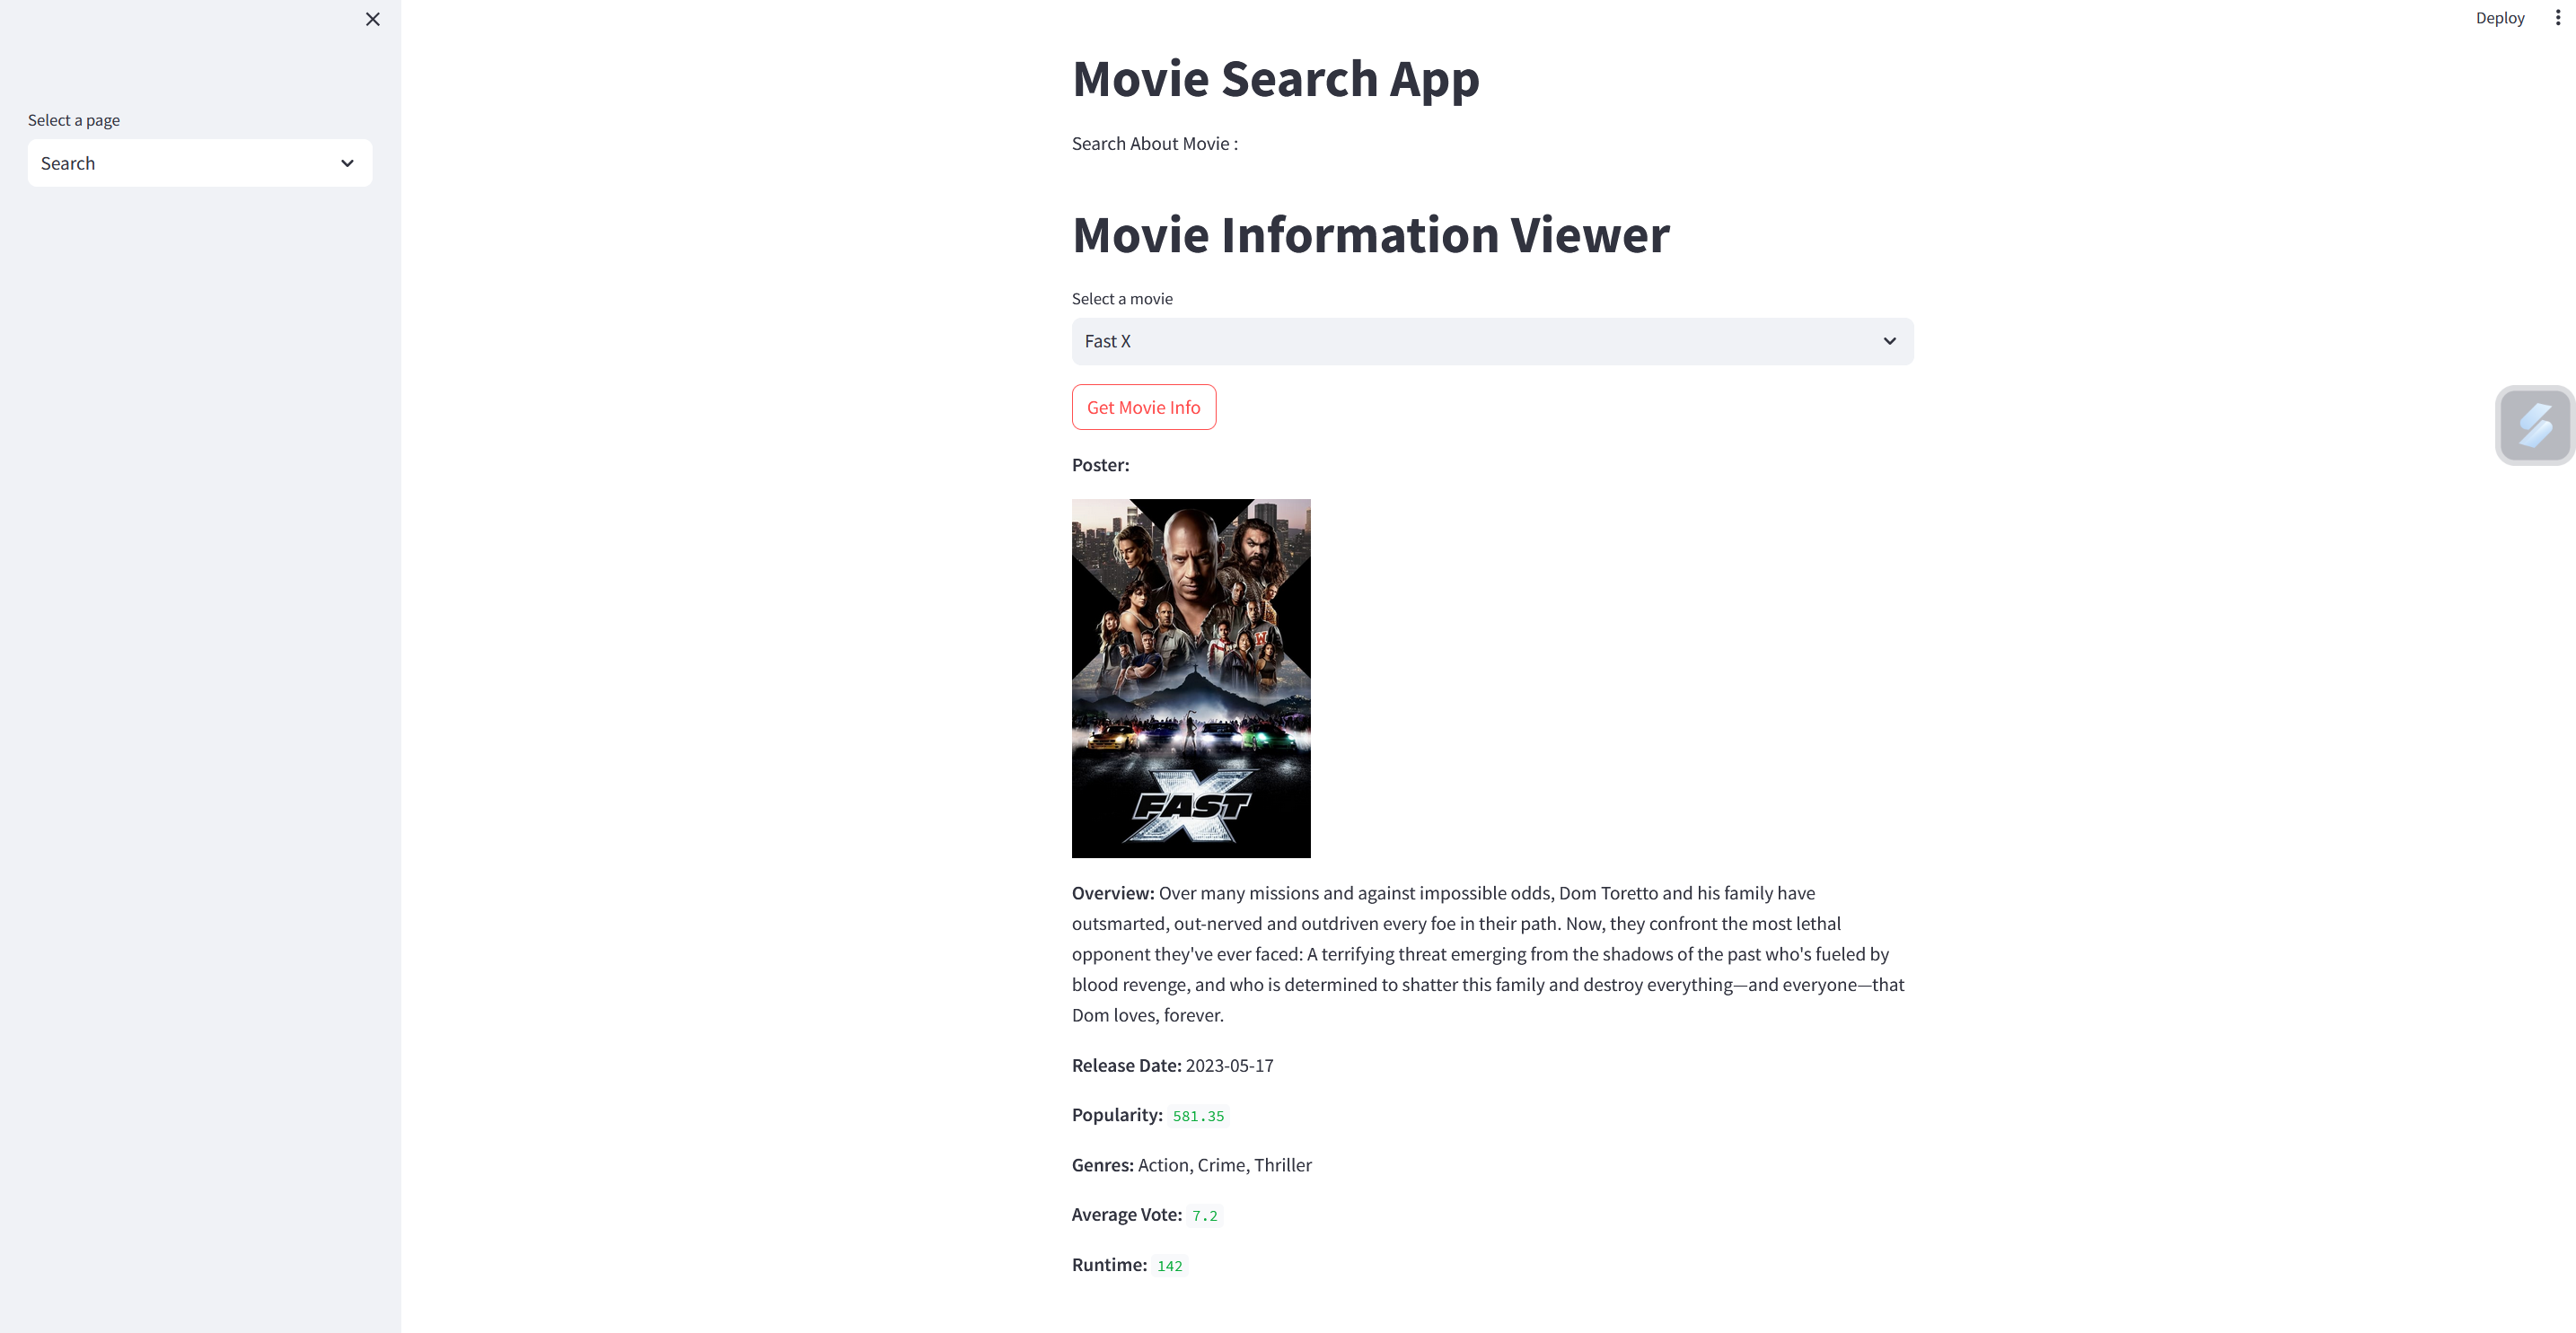 Deploy
Select a page
Search
Movie Search App
Search About Movie :
Movie Information Viewer
Select a movie
Fast X
Get Movie Info
Poster:
FAST X
Overview: Over many missions and against impossible odds, Dom Toretto and his family have
outsmarted, out-nerved and outdriven every foe in their path. Now, they confront the most lethal
opponent they've ever faced: A terrifying threat emerging from the shadows of the past who's fueled by
blood revenge, and who is determined to shatter this family and destroy everything—and everyone—that
Dom loves, forever.
Release Date: 2023-05-17
Popularity: 581.35
Genres: Action, Crime, Thriller
Average Vote: 7.2
Runtime: 142